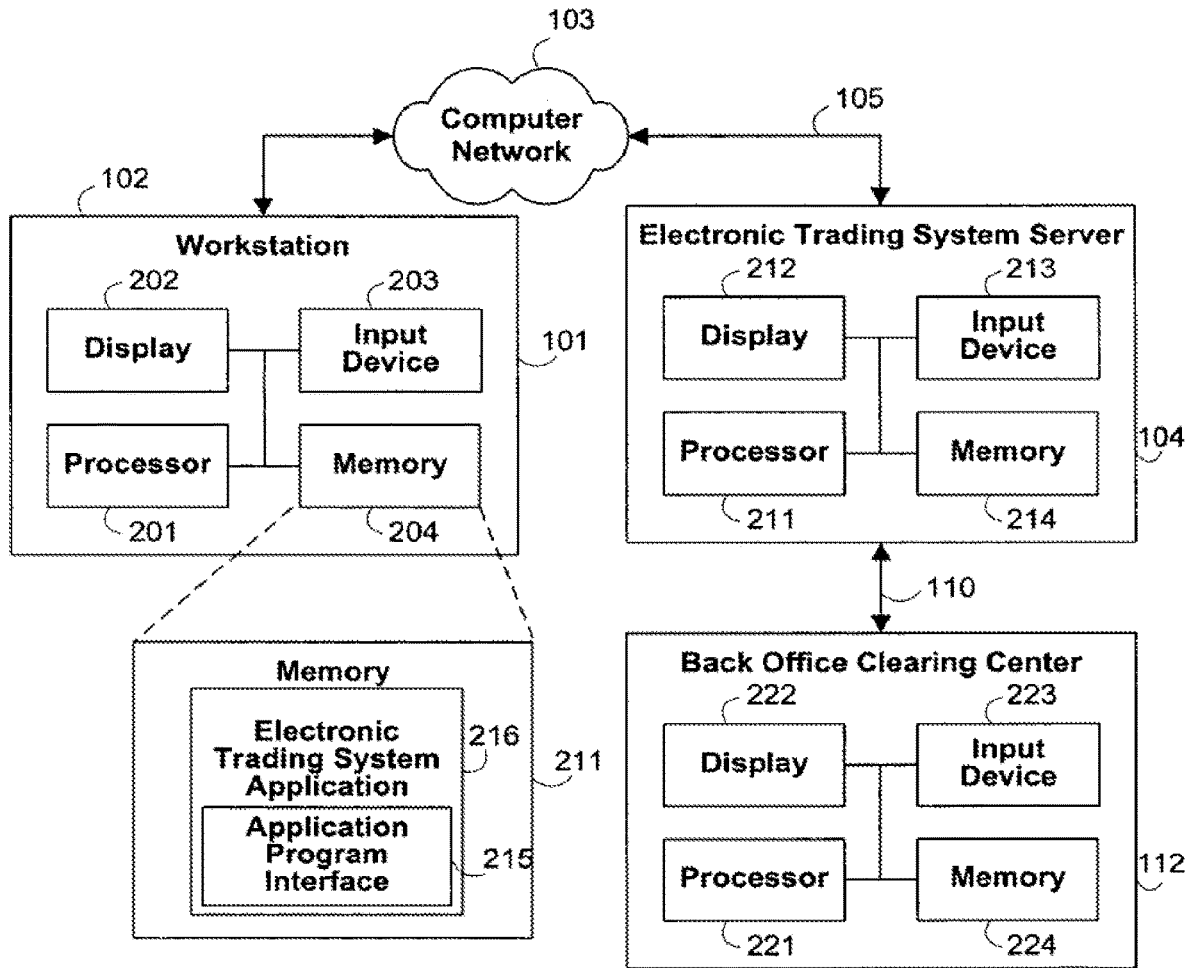 103
Computer
Network
105
102
Workstation
202
203
Display
Input
Device
101
Processor
Memory
201
204
Electronic Trading System Server
212
213
Display
Input
Device
Processor
Memory
104
211
214
110
Memory
Electronic
Trading System
Application
216
211
Application
Program
Interface
215
Back Office Clearing Center
222
223
Display
Input
Device
Processor
Memory
112
221
224